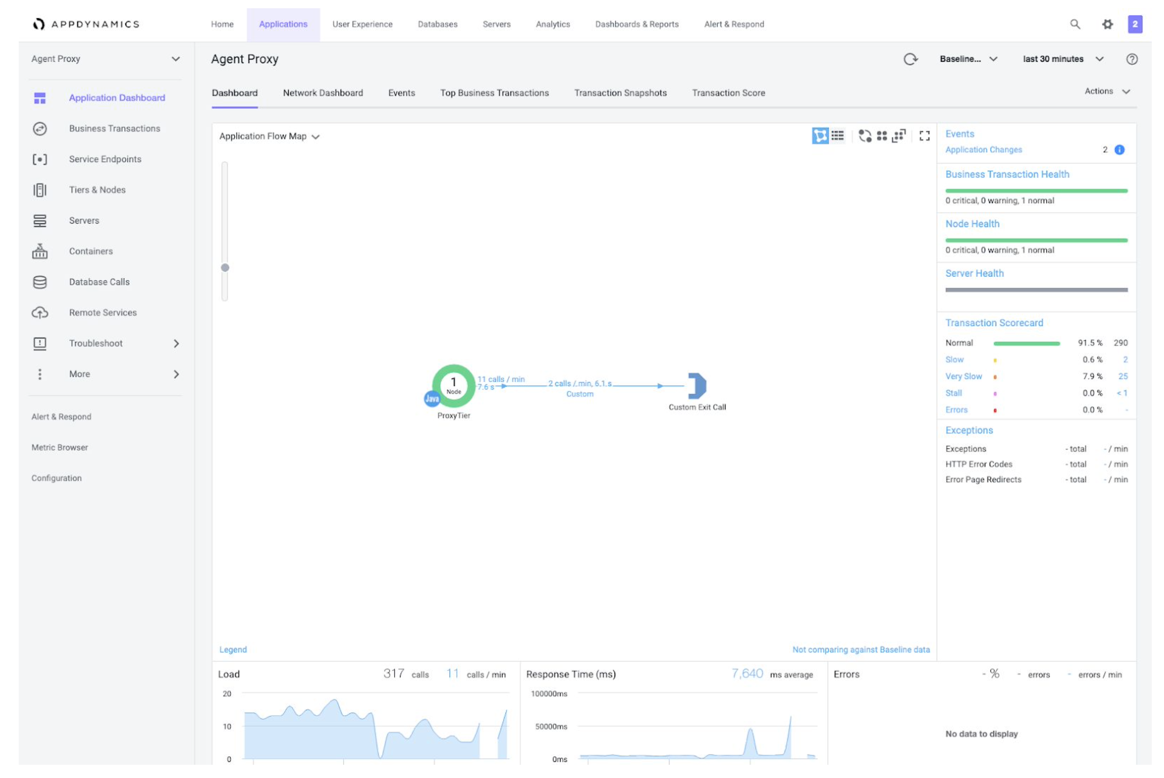 APPDYNAMICS
Home Applications User Experience Databases Servers Analytics Dashboards & Reports Alert & Respond 2
Agent Proxy
Application Dashboard
Business Transactions
Service Endpoints
Tiers & Nodes
Servers
Containers
Database Calls
Remote Services
Troubleshoot
More
Alert & Respond
Metric Browser
Configuration
Agent Proxy Baseline... last 30 minutes
Dashboard Network Dashboard Events Top Business Transactions Transaction Snapshots Transaction Score Actions
Application Flow Map
1
Node
Java
ProxyTier
11 calls / min
7.6 s
2 calls / min, 6.1 s
Custom
Custom Exit Call
Legend Not comparing against Baseline data
Events
Application Changes 2
Business Transaction Health
0 critical, 0 warning, 1 normal
Node Health
0 critical, 0 warning, 1 normal
Server Health
Transaction Scorecard
Normal 91.5 % 290
Slow 0.6 % 2
Very Slow 7.9 % 25
Stall 0.0 % < 1
Errors 0.0 % -
Exceptions
Exceptions - total - / min
HTTP Error Codes - total - / min
Error Page Redirects - total - / min
Load 317 calls 11 calls / min
20
10
0
Response Time (ms) 7,640 ms average
100000ms
50000ms
0ms
Errors - % - errors - errors / min
No data to display